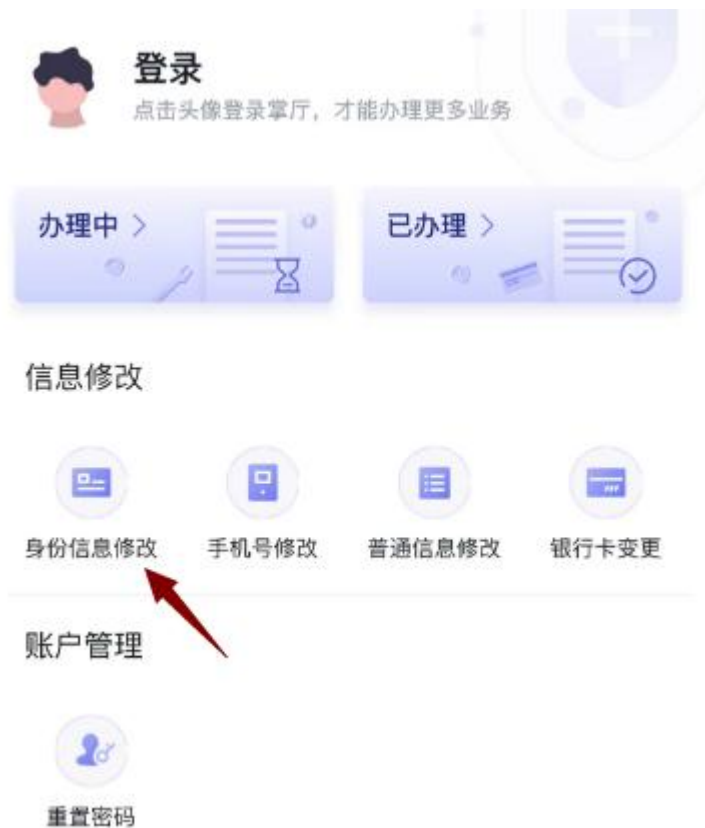 登录
点击头像登录掌厅，才能办理更多业务
办理中 >
已办理 >
信息修改
身份信息修改
手机号修改
普通信息修改
银行卡变更
账户管理
重置密码